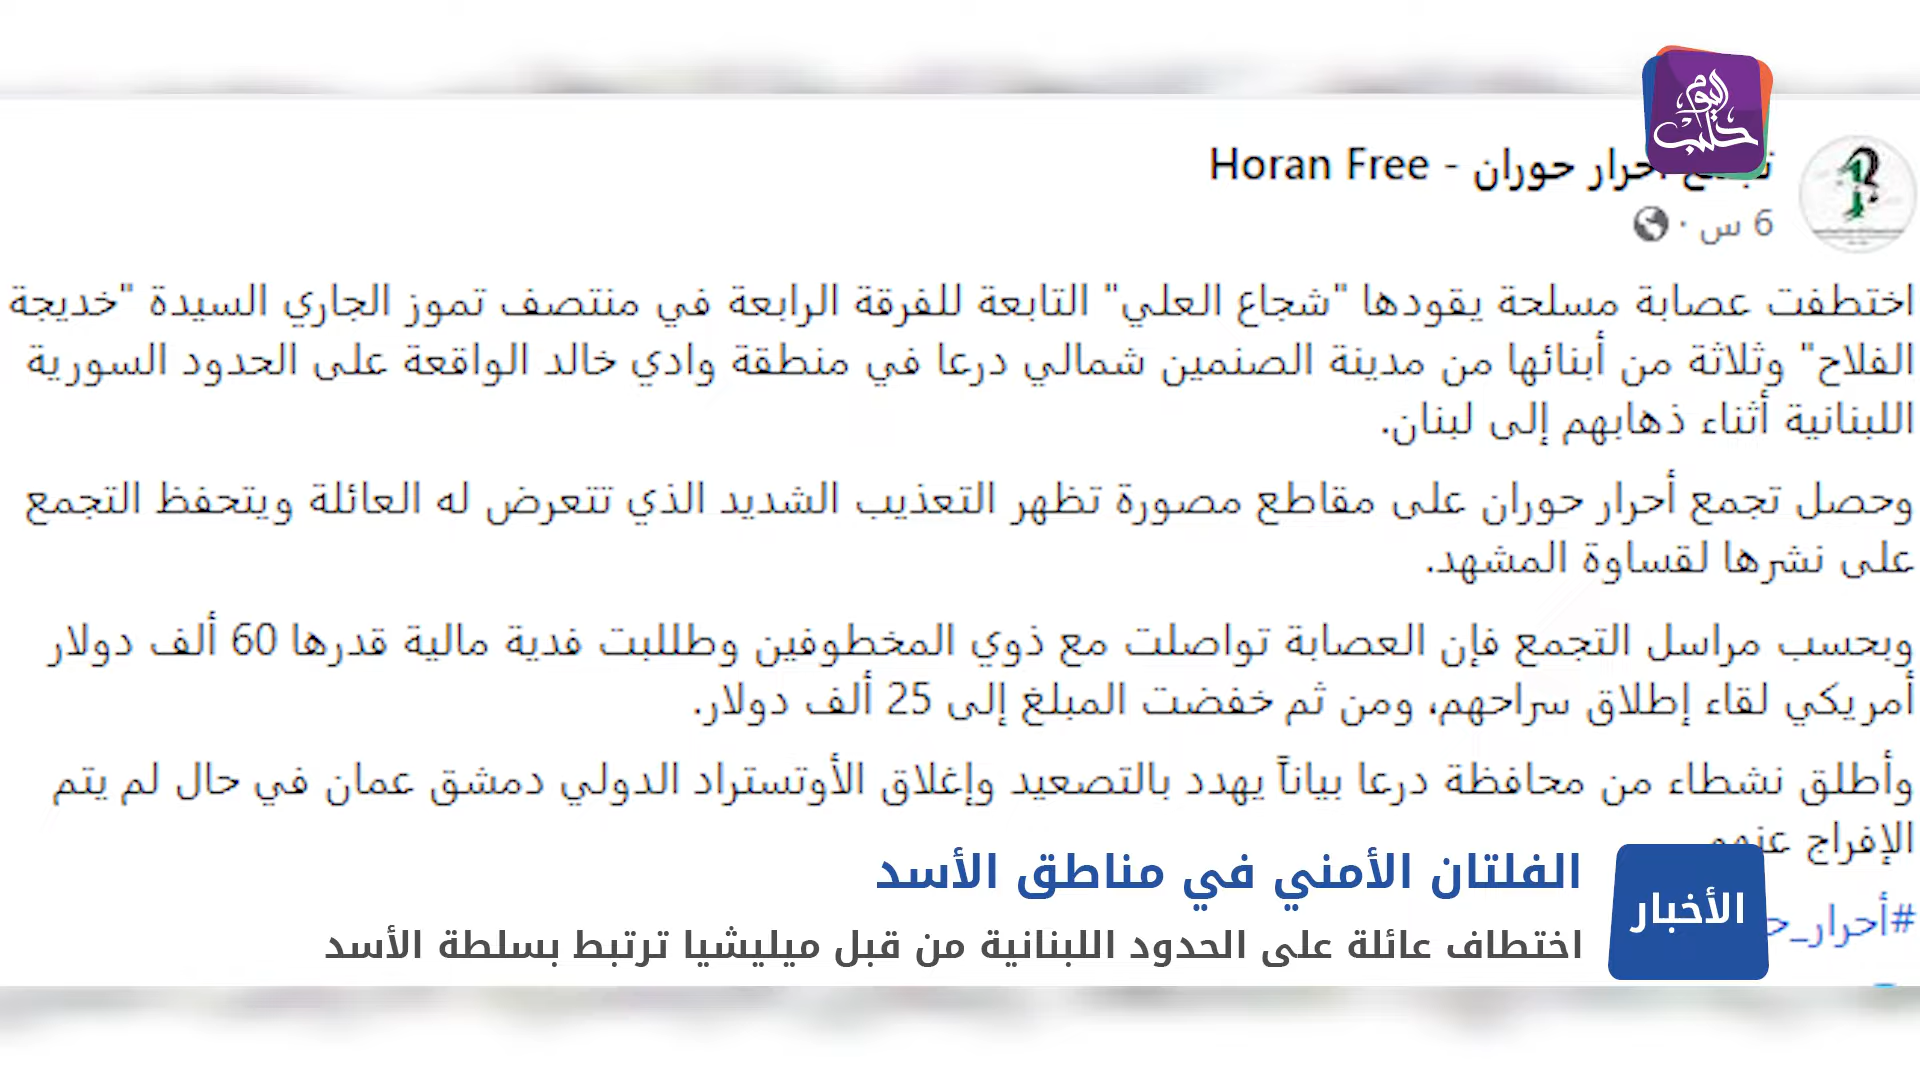 حلب اليوم
أحرار حوران - Horan Free
6 س ·
اختطفت عصابة مسلحة يقودها "شجاع العلي" التابعة للفرقة الرابعة في منتصف تموز الجاري السيدة "خديجة
الفلاح" وثلاثة من أبنائها من مدينة الصنمين شمالي درعا في منطقة وادي خالد الواقعة على الحدود السورية
اللبنانية أثناء ذهابهم إلى لبنان.
وحصل تجمع أحرار حوران على مقاطع مصورة تظهر التعذيب الشديد الذي تتعرض له العائلة ويتحفظ التجمع
على نشرها لقساوة المشهد.
وبحسب مراسل التجمع فإن العصابة تواصلت مع ذوي المخطوفين وطللبت فدية مالية قدرها 60 ألف دولار
أمريكي لقاء إطلاق سراحهم، ومن ثم خفضت المبلغ إلى 25 ألف دولار.
وأطلق نشطاء من محافظة درعا بياناً يهدد بالتصعيد وإغلاق الأوتستراد الدولي دمشق عمان في حال لم يتم
الإفراج عنهم
#أحرار_ح
الأخبار
الفلتان الأمني في مناطق الأسد
اختطاف عائلة على الحدود اللبنانية من قبل ميليشيا ترتبط بسلطة الأسد